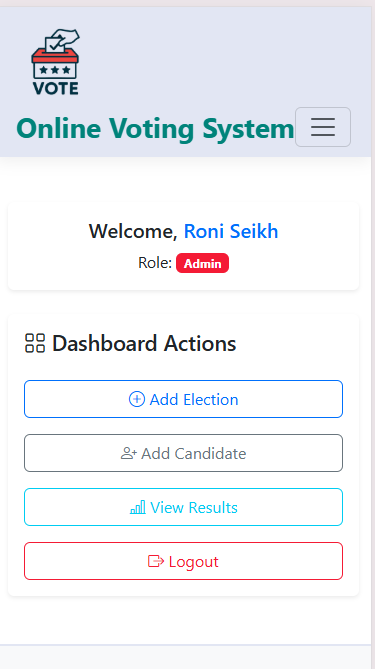 VOTE
Online Voting System
Welcome, Roni Seikh
Role: Admin
Dashboard Actions
Add Election
Add Candidate
View Results
Logout